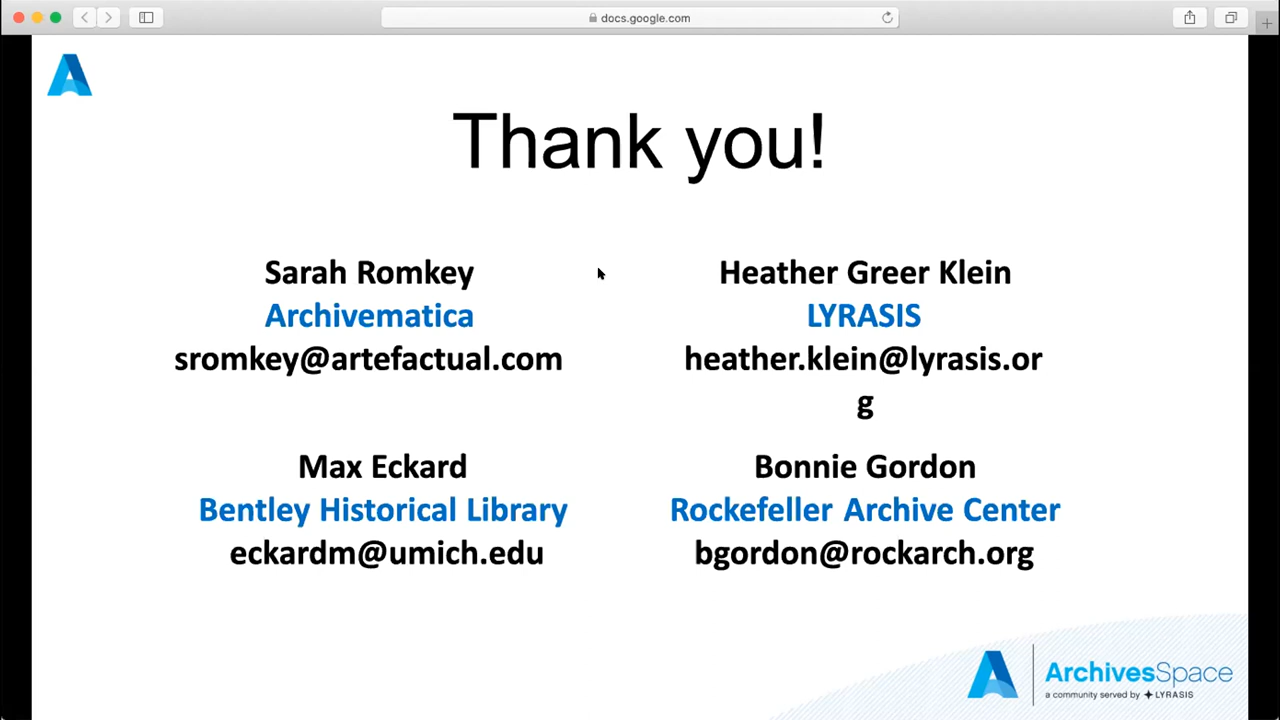 docs.google.com
Thank you!
Sarah Romkey
Archivematica
sromkey@artefactual.com
Heather Greer Klein
LYRASIS
heather.klein@lyrasis.or
g
Max Eckard
Bentley Historical Library
eckardm@umich.edu
Bonnie Gordon
Rockefeller Archive Center
bgordon@rockarch.org
ArchivesSpace
a community served by LYRASIS